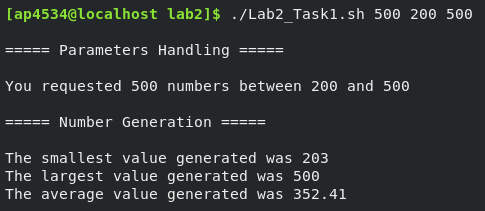 [ap4534@localhost lab2]$ ./Lab2_Task1.sh 500 200 500
===== Parameters Handling =====
You requested 500 numbers between 200 and 500
===== Number Generation =====
The smallest value generated was 203
The largest value generated was 500
The average value generated was 352.41